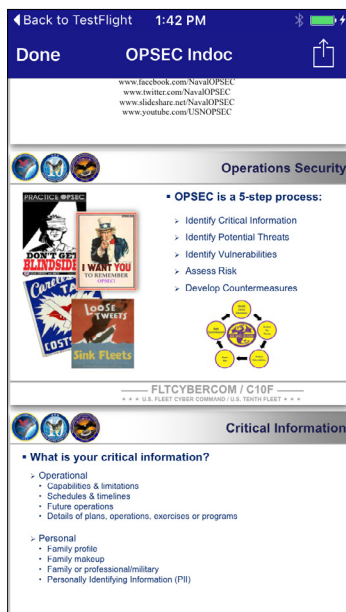 Back to TestFlight 1:42 PM
Done OPSEC Indoc
www.facebook.com/NavalOPSEC
www.twitter.com/NavalOPSEC
www.slideshare.net/NavalOPSEC
www.youtube.com/USNOPSEC
Operations Security
PRACTICE OPSEC
DON'T GET
BLINDSIDE
I WANT YOU
TO REMEMBER
OPSEC!
Careless
TA
COSTS
LOOSE
TWEETS
Sink Fleets
▪ OPSEC is a 5-step process:
➢ Identify Critical Information
➢ Identify Potential Threats
➢ Identify Vulnerabilities
➢ Assess Risk
➢ Develop Countermeasures
FLTCYBERCOM / C10F
★ ★ ★ U.S. FLEET CYBER COMMAND / U.S. TENTH FLEET ★ ★ ★
Critical Information
▪ What is your critical information?
➢ Operational
• Capabilities & limitations
• Schedules & timelines
• Future operations
• Details of plans, operations, exercises or programs
➢ Personal
• Family profile
• Family makeup
• Family or professional/military
• Personally Identifying Information (PII)